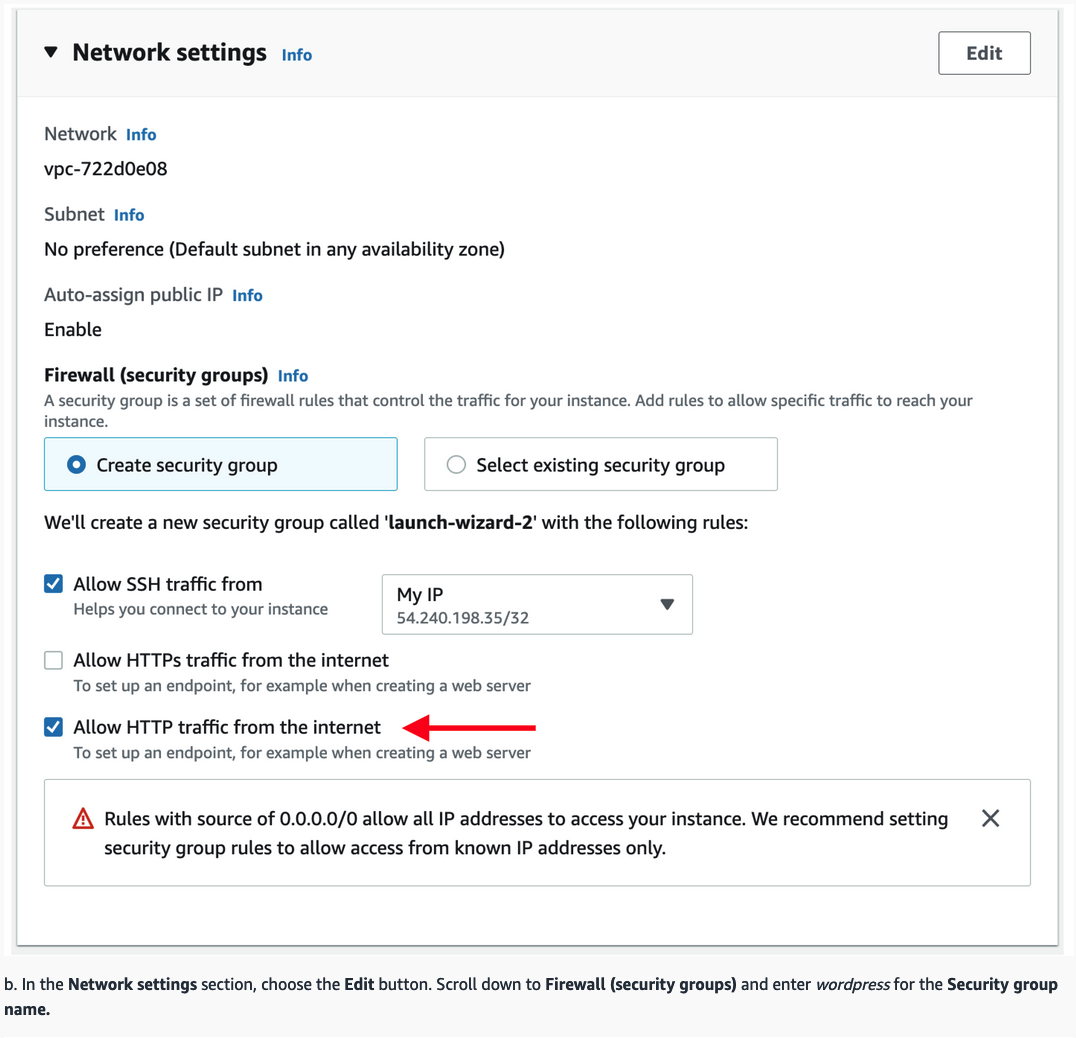 Network settings Info
Edit
Network Info
vpc-722d0e08
Subnet Info
No preference (Default subnet in any availability zone)
Auto-assign public IP Info
Enable
Firewall (security groups) Info
A security group is a set of firewall rules that control the traffic for your instance. Add rules to allow specific traffic to reach your
instance.
Create security group
Select existing security group
We'll create a new security group called 'launch-wizard-2' with the following rules:
Allow SSH traffic from
Helps you connect to your instance
My IP
54.240.198.35/32
Allow HTTPs traffic from the internet
To set up an endpoint, for example when creating a web server
Allow HTTP traffic from the internet
To set up an endpoint, for example when creating a web server
Rules with source of 0.0.0.0/0 allow all IP addresses to access your instance. We recommend setting
security group rules to allow access from known IP addresses only.
b. In the Network settings section, choose the Edit button. Scroll down to Firewall (security groups) and enter wordpress for the Security group
name.